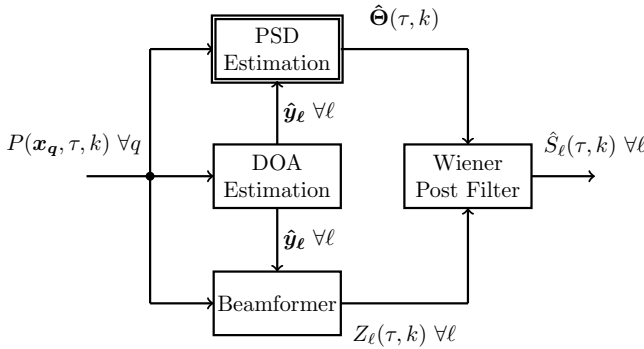 PSD
Estimation
Θ̂(τ, k)
ŷ_ℓ ∀ℓ
P(x_q, τ, k) ∀q
DOA
Estimation
Wiener
Post Filter
Ŝ_ℓ(τ, k) ∀ℓ
ŷ_ℓ ∀ℓ
Beamformer
Z_ℓ(τ, k) ∀ℓ